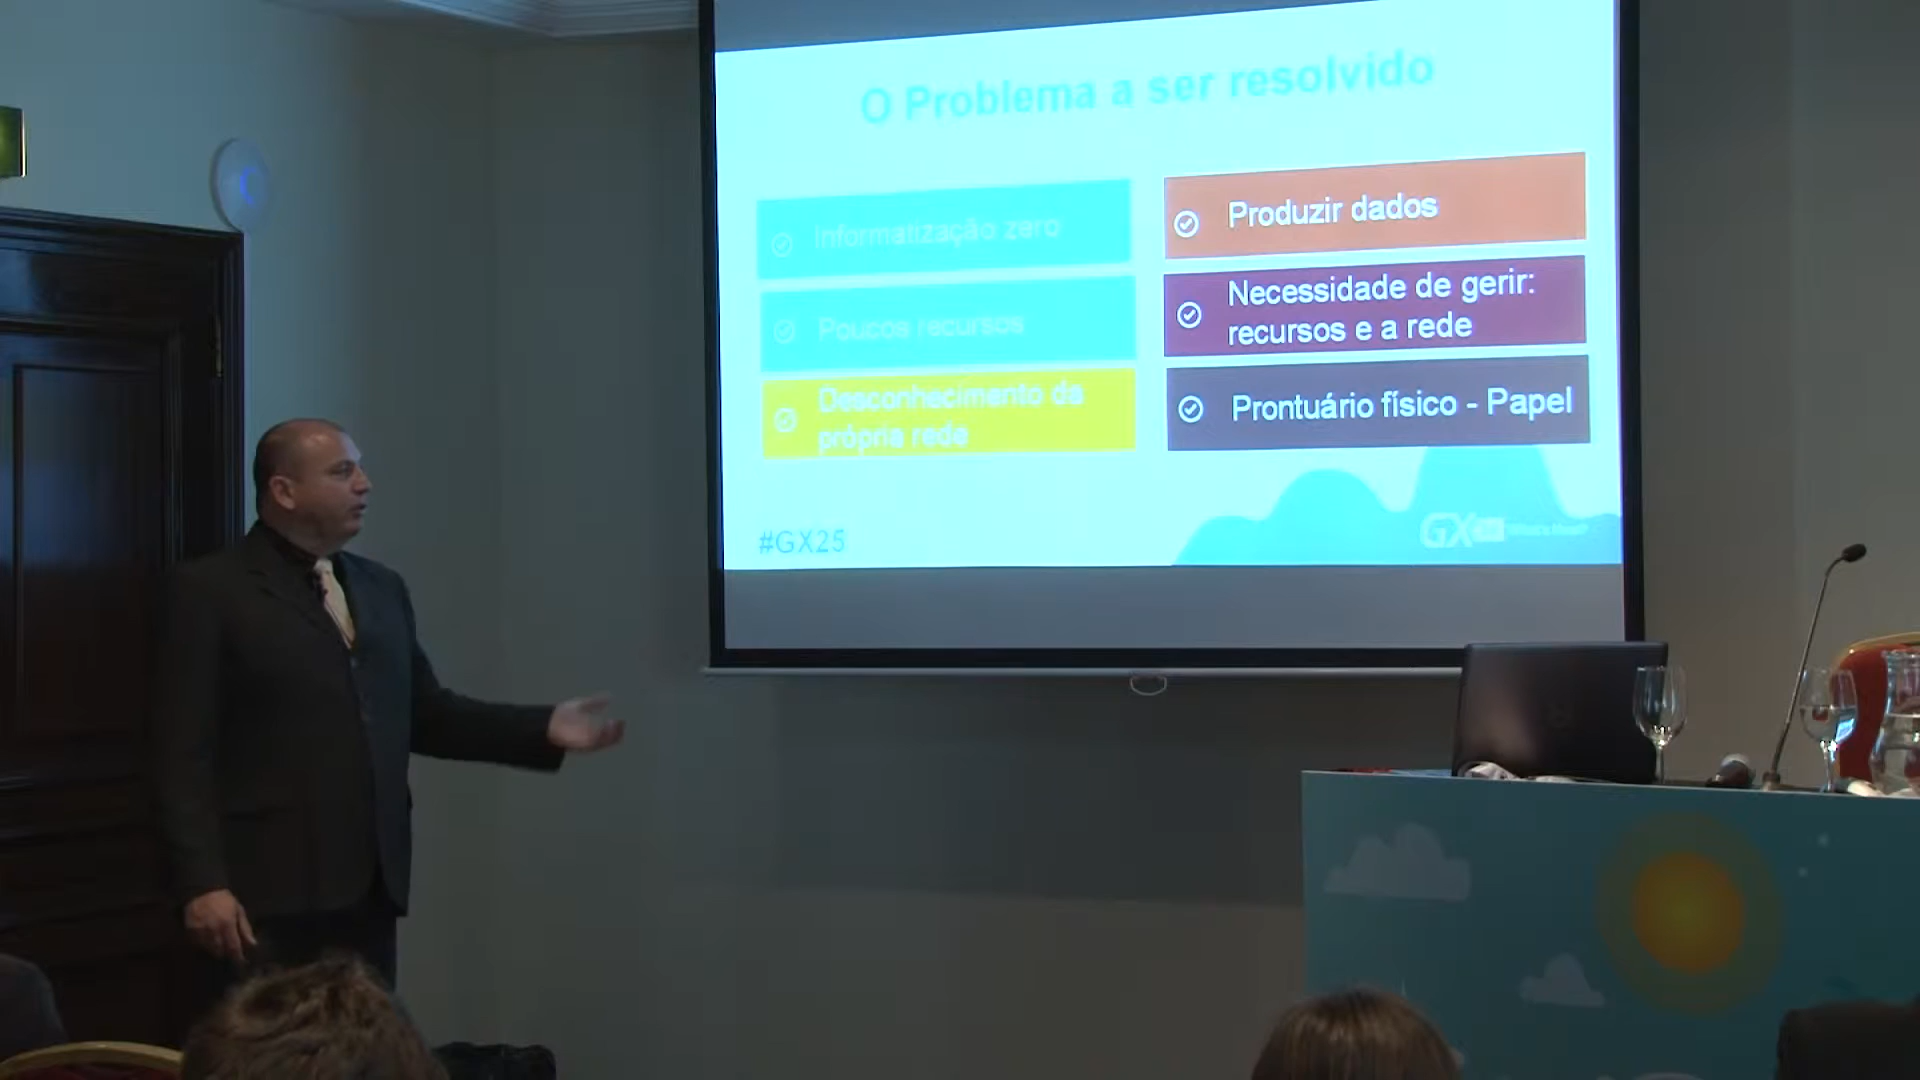 O Problema a ser resolvido
Informatização zero
Poucos recursos
Desconhecimento da
própria rede
Produzir dados
Necessidade de gerir:
recursos e a rede
Prontuário físico - Papel
#GX25
GX